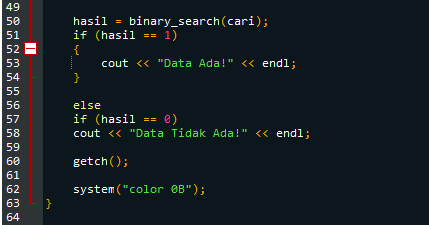 49
50 hasil = binary_search(cari);
51 if (hasil == 1)
52 {
53 cout << "Data Ada!" << endl;
54 }
55
56 else
57 if (hasil == 0)
58 cout << "Data Tidak Ada!" << endl;
59
60 getch();
61
62 system("color 0B");
63 }
64